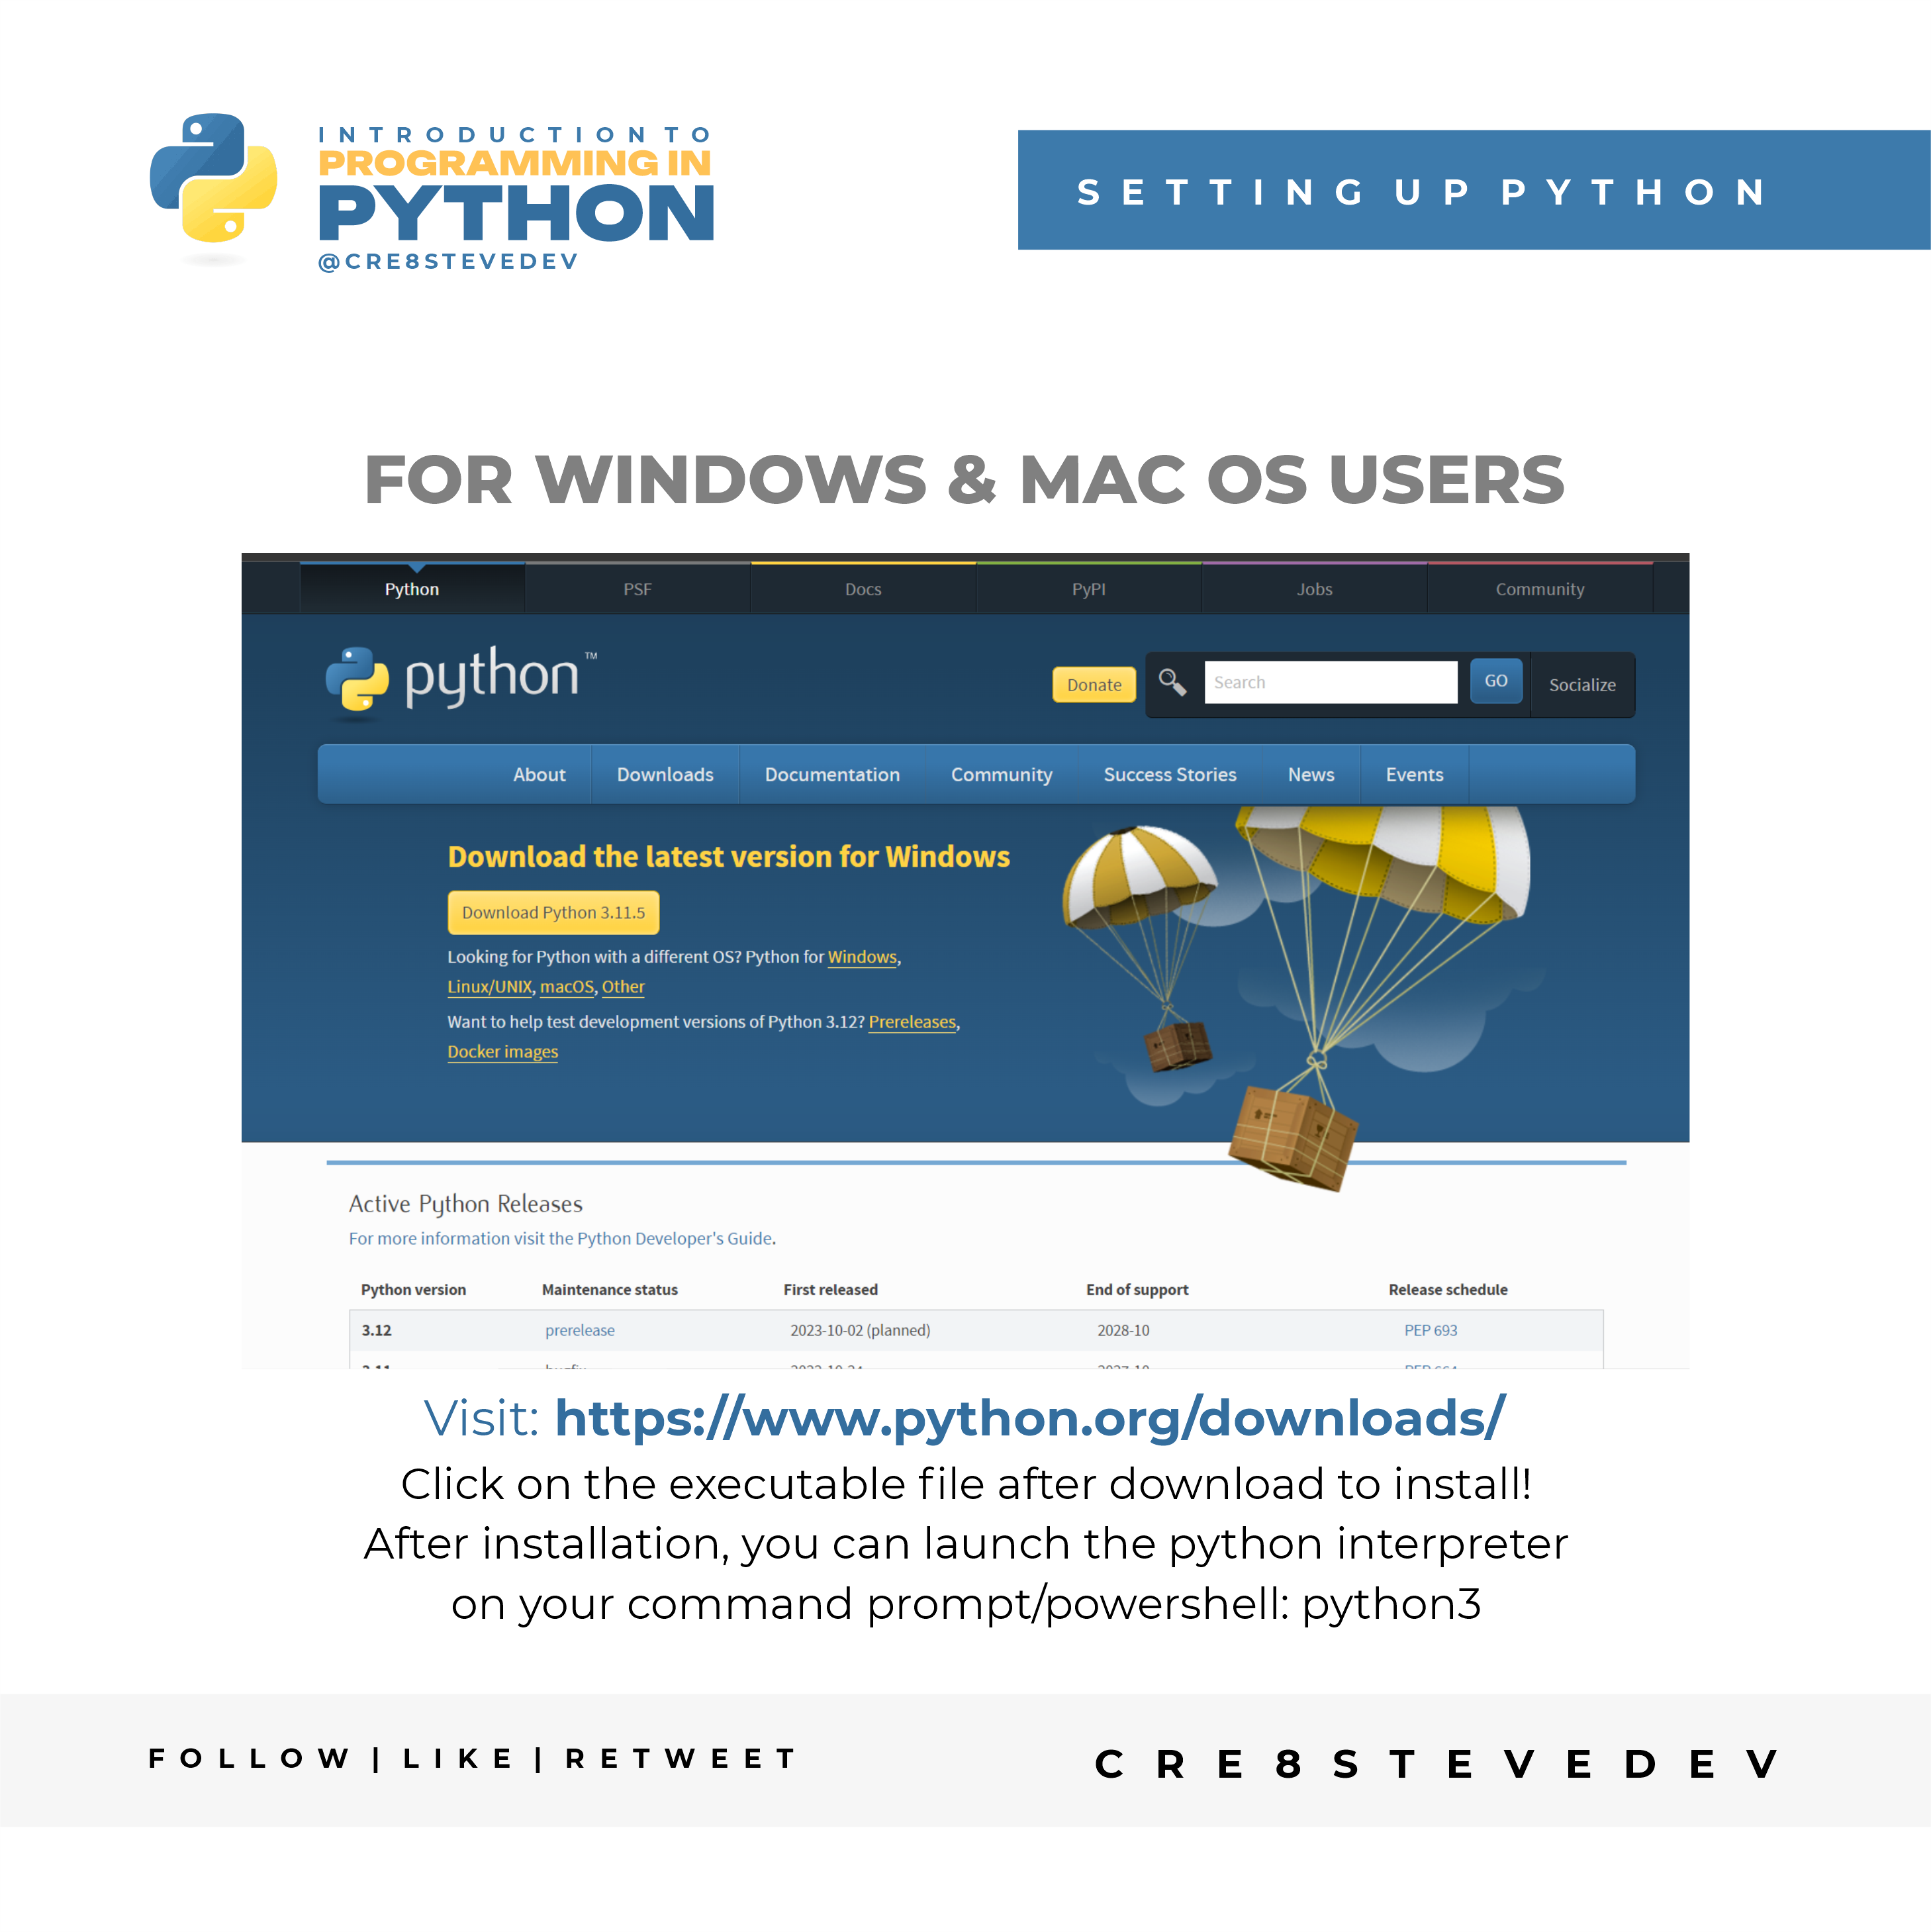 INTRODUCTION TO
PROGRAMMING IN
PYTHON
@CRE8STEVEDEV
SETTING UP PYTHON
FOR WINDOWS & MAC OS USERS
Python PSF Docs PyPI Jobs Community
python™
Donate Search GO Socialize
About Downloads Documentation Community Success Stories News Events
Download the latest version for Windows
Download Python 3.11.5
Looking for Python with a different OS? Python for Windows,
Linux/UNIX, macOS, Other
Want to help test development versions of Python 3.12? Prereleases,
Docker images
Active Python Releases
For more information visit the Python Developer's Guide.
Python version Maintenance status First released End of support Release schedule
3.12 prerelease 2023-10-02 (planned) 2028-10 PEP 693
Visit: https://www.python.org/downloads/
Click on the executable file after download to install!
After installation, you can launch the python interpreter
on your command prompt/powershell: python3
FOLLOW | LIKE | RETWEET
CRE8STEVEDEV